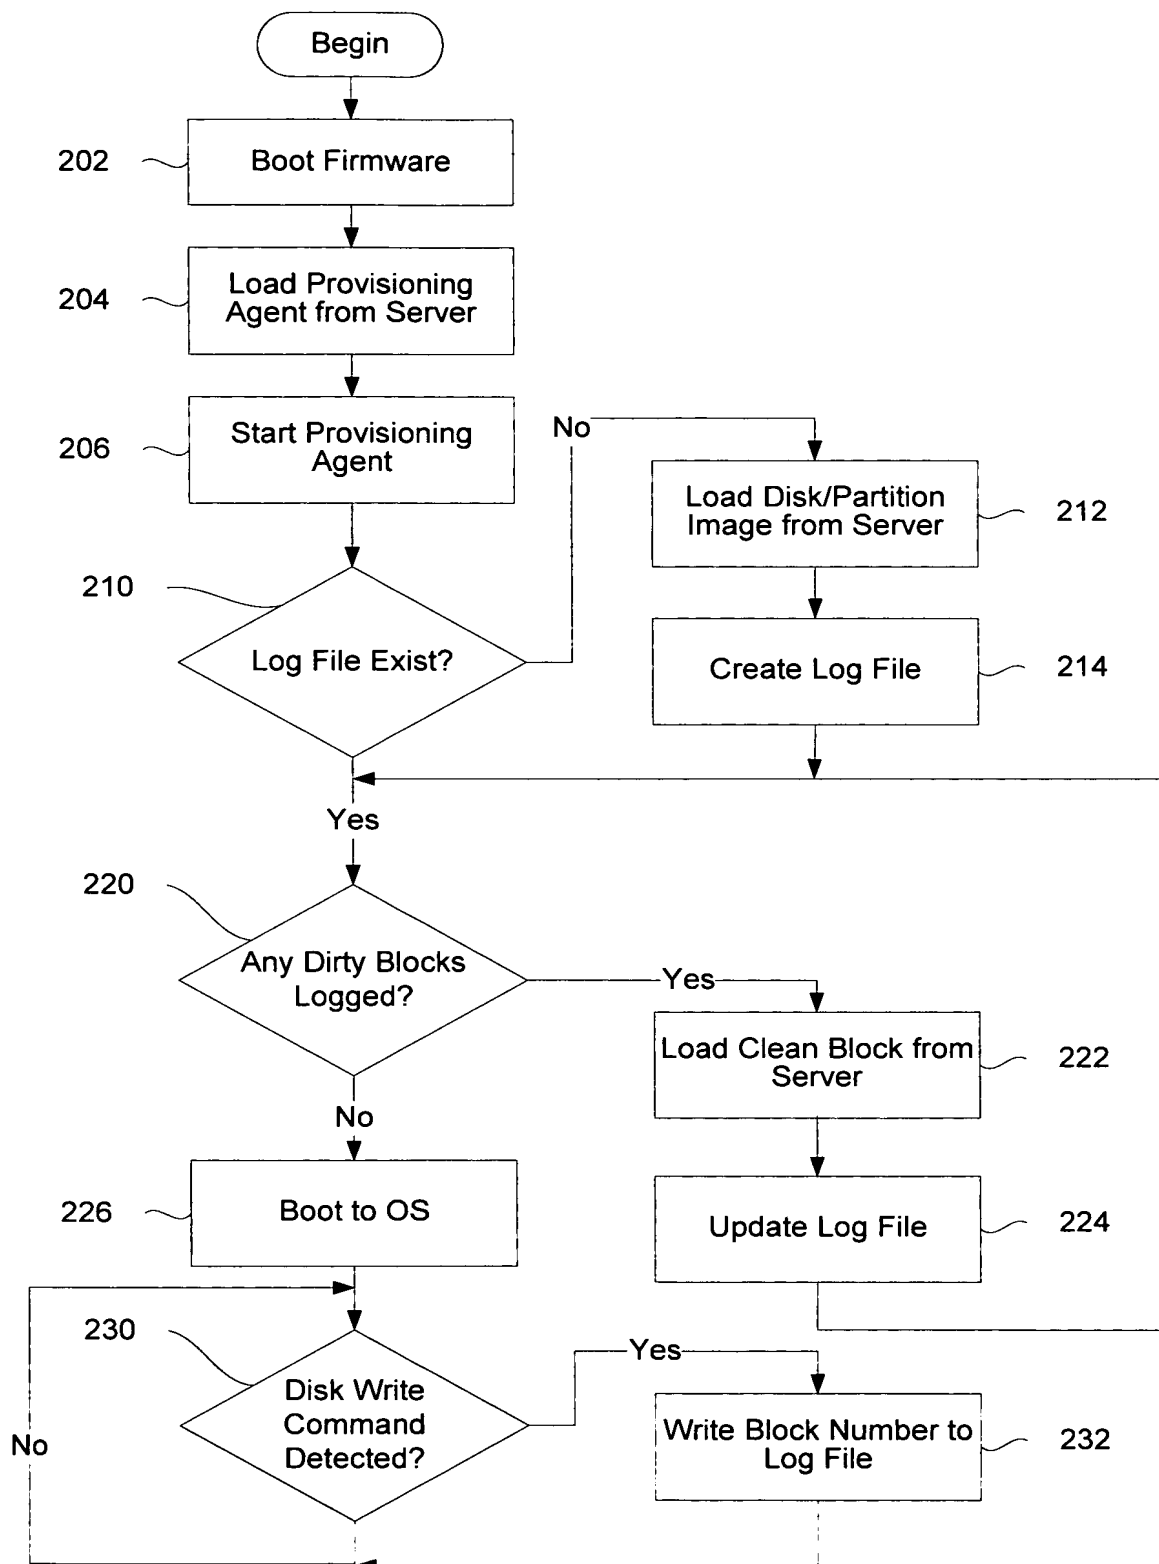 Begin
202
Boot Firmware
204
Load Provisioning
Agent from Server
206
Start Provisioning
Agent
No
Load Disk/Partition
Image from Server
212
210
Log File Exist?
Create Log File
214
Yes
220
Any Dirty Blocks
Logged?
Yes
Load Clean Block from
Server
222
No
226
Boot to OS
Update Log File
224
230
Disk Write
Command
Detected?
Yes
Write Block Number to
Log File
232
No